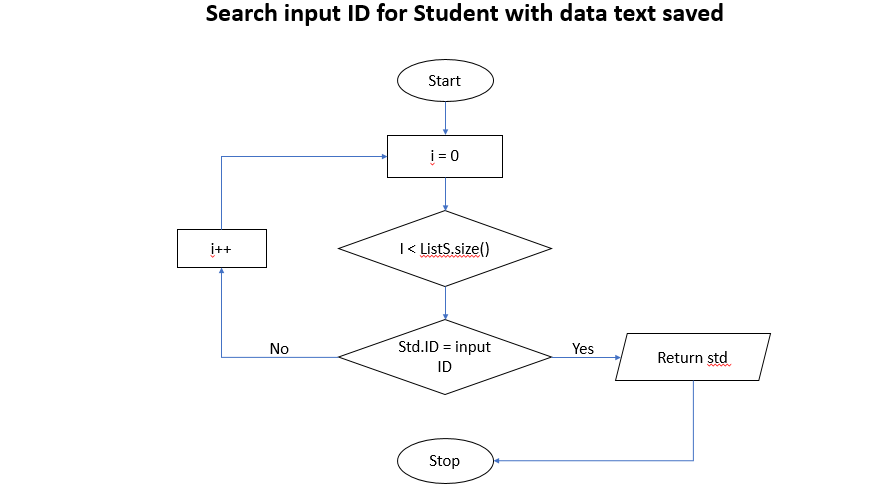 Search input ID for Student with data text saved
Start
i = 0
I < ListS.size()
i++
Std.ID = input
ID
No
Yes
Return std
Stop